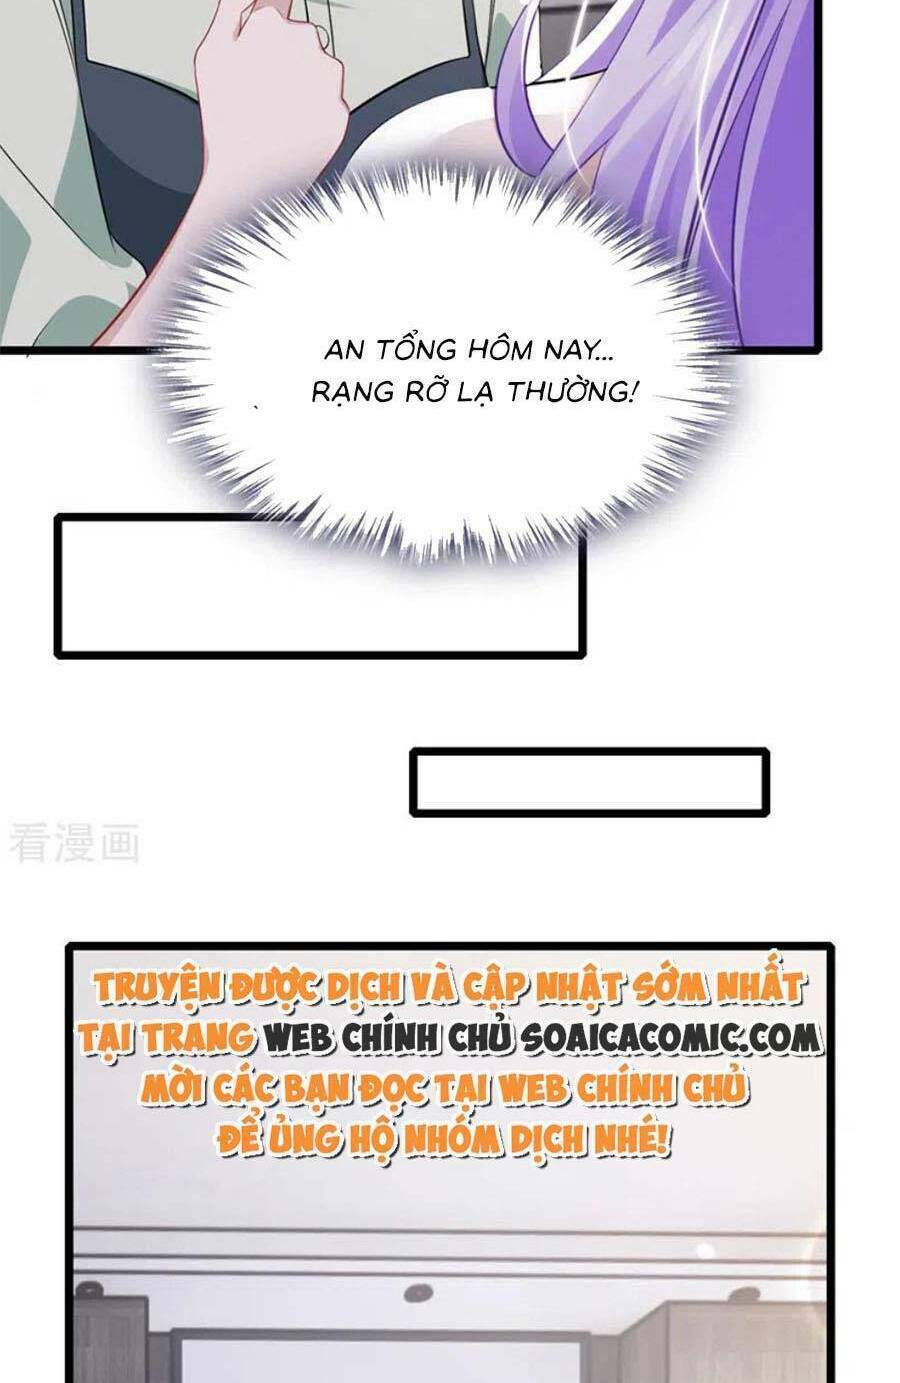 AN TỔNG HÔM NAY...
RẠNG RỠ LẠ THƯỜNG!
看漫画
TRUYỆN ĐƯỢC DỊCH VÀ CẬP NHẬT SỚM NHẤT
TẠI TRANG WEB CHÍNH CHỦ SOAICACOMIC.COM
MỜI CÁC BẠN ĐỌC TẠI WEB CHÍNH CHỦ
ĐỂ ỦNG HỘ NHÓM DỊCH NHÉ!